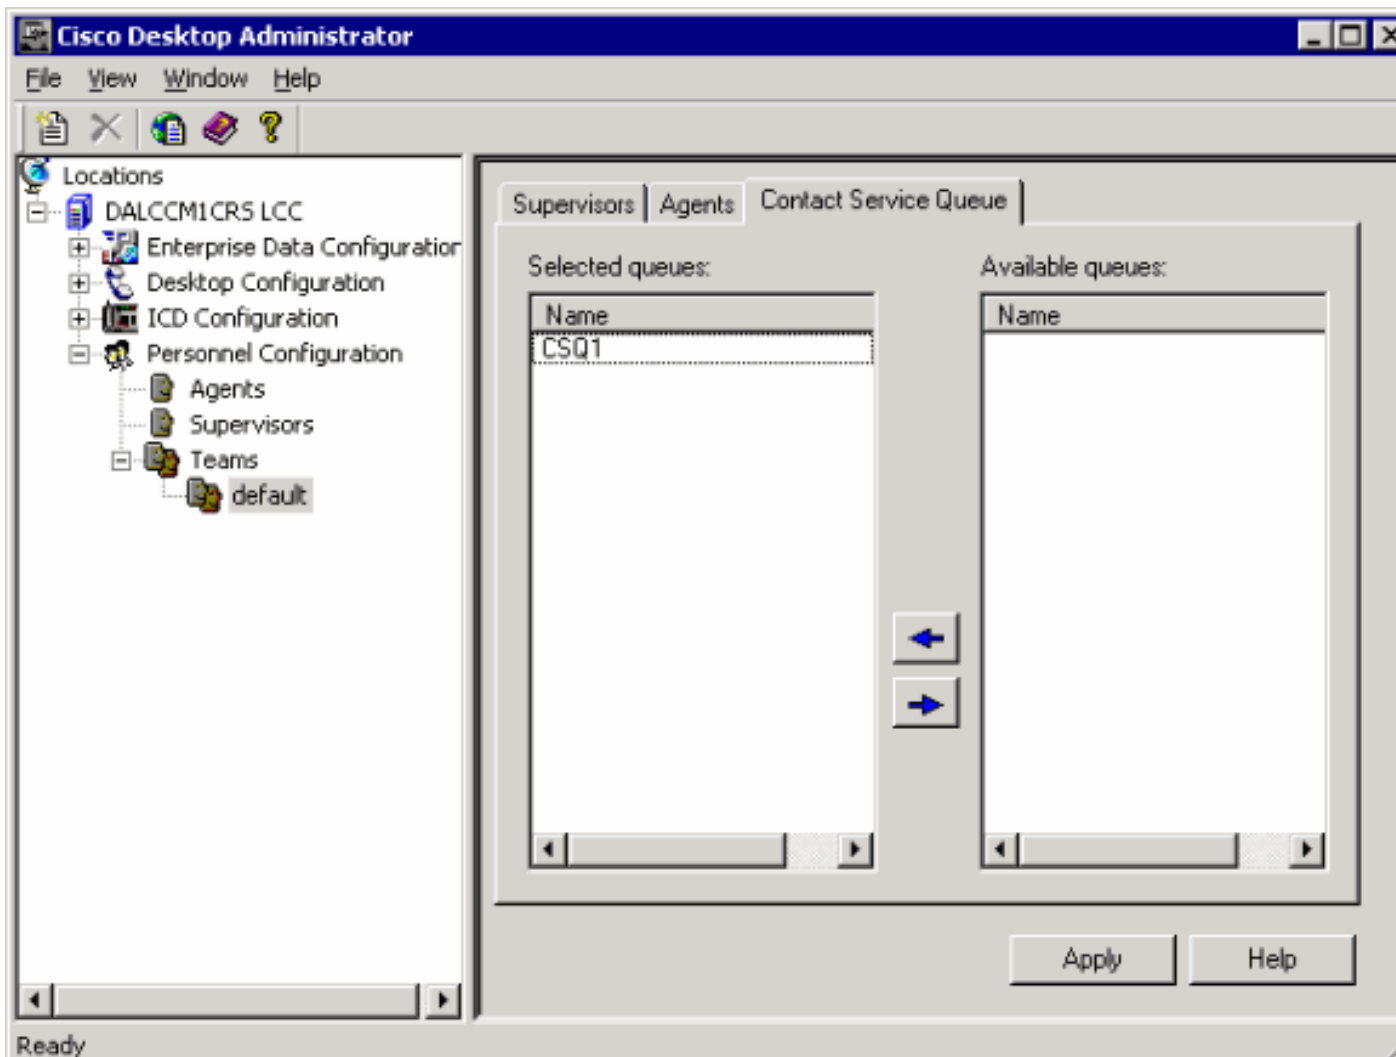 Cisco Desktop Administrator
File View Window Help
Locations
DALCCM1CRS LCC
Enterprise Data Configuration
Desktop Configuration
ICD Configuration
Personnel Configuration
Agents
Supervisors
Teams
default
Supervisors Agents Contact Service Queue
Selected queues: Available queues:
Name Name
CSQ1
Apply Help
Ready